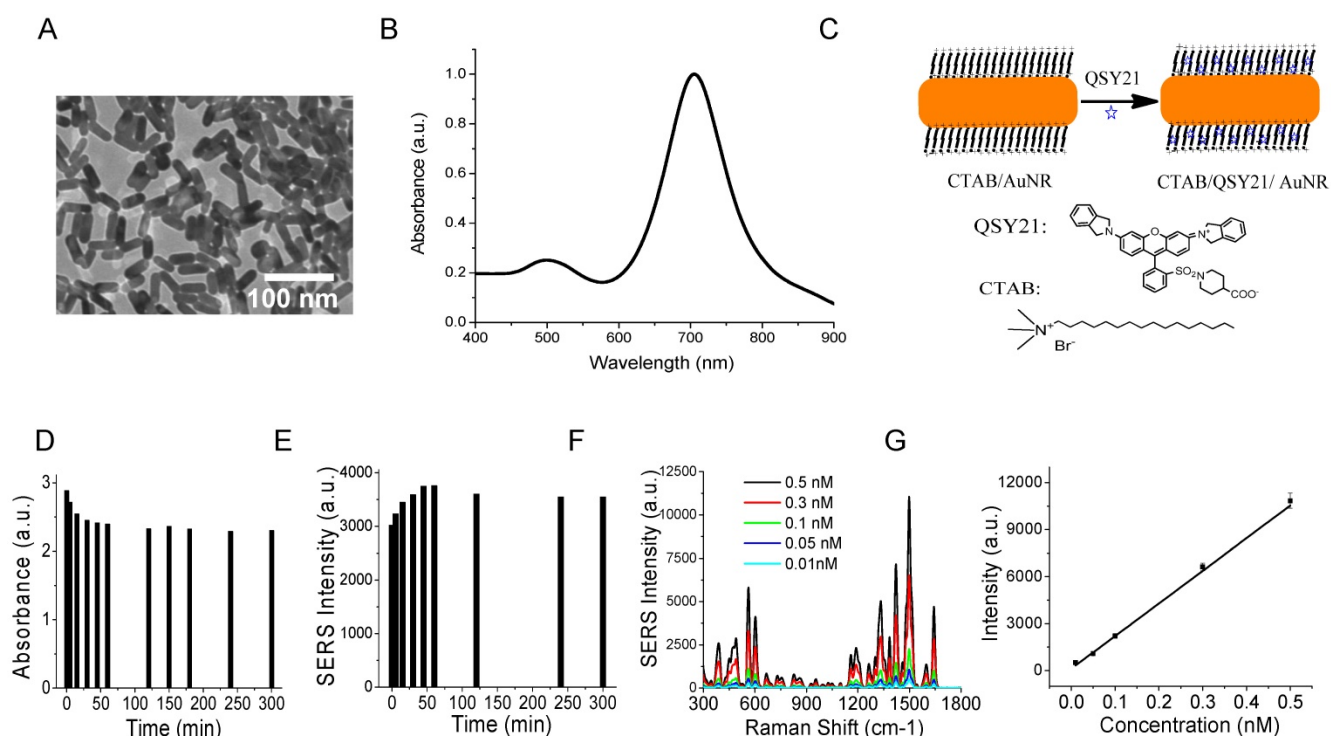 A
100 nm
B
Absorbance (a.u.)
1.0
0.8
0.6
0.4
0.2
0.0
400 500 600 700 800 900
Wavelength (nm)
C
QSY21
CTAB/AuNR
CTAB/QSY21/ AuNR
QSY21:
N O N+
SO2 N
COO-
CTAB:
N+
Br-
D
Absorbance (a.u.)
3
2
1
0
0 50 100 150 200 250 300
Time (min)
E
SERS Intensity (a.u.)
4000
3000
2000
1000
0
0 50 100 150 200 250 300
Time (min)
F
SERS Intensity (a.u.)
12500
10000
7500
5000
2500
0
0.5 nM
0.3 nM
0.1 nM
0.05 nM
0.01nM
300 600 900 1200 1500 1800
Raman Shift (cm-1)
G
Intensity (a.u.)
12000
9000
6000
3000
0
0.0 0.1 0.2 0.3 0.4 0.5
Concentration (nM)